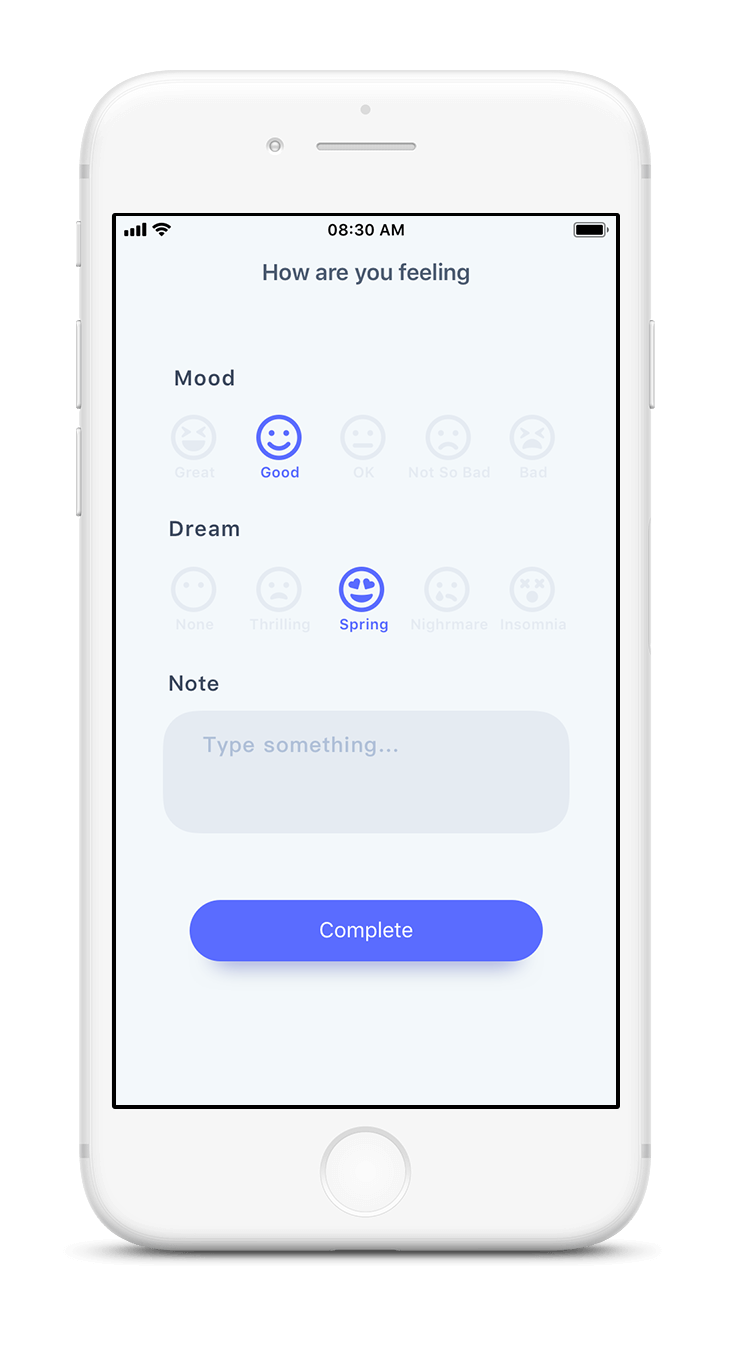 08:30 AM
How are you feeling
Mood
Great Good OK Not So Bad Bad
Dream
None Thrilling Spring Nighrmare Insomnia
Note
Type something...
Complete